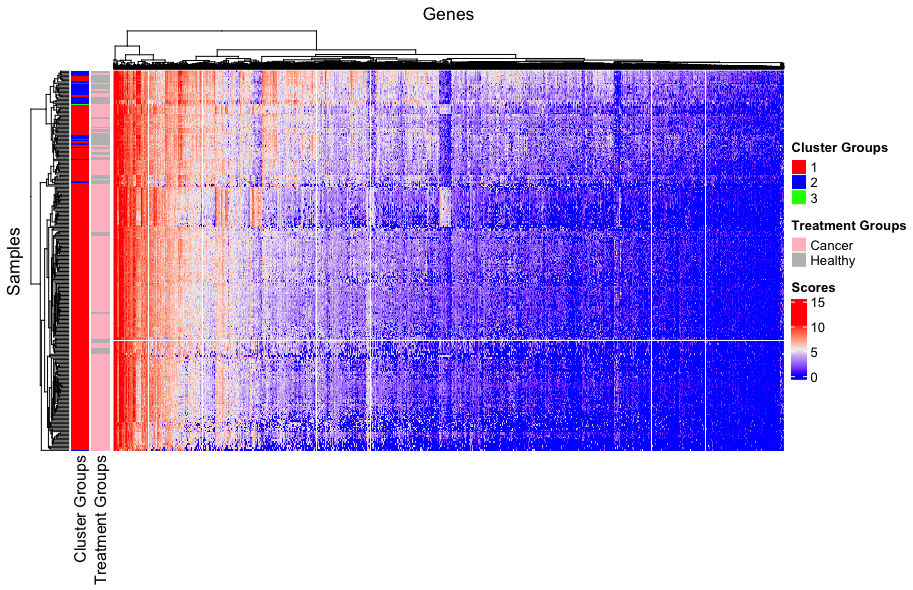 Genes
Samples
Cluster Groups
Treatment Groups
Cluster Groups
1
2
3
Treatment Groups
Cancer
Healthy
Scores
15
10
5
0